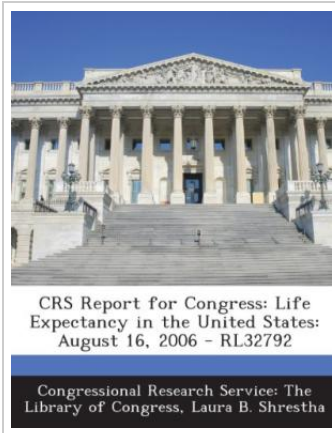 CRS Report for Congress: Life
Expectancy in the United States:
August 16, 2006 - RL32792
Congressional Research Service: The
Library of Congress, Laura B. Shrestha